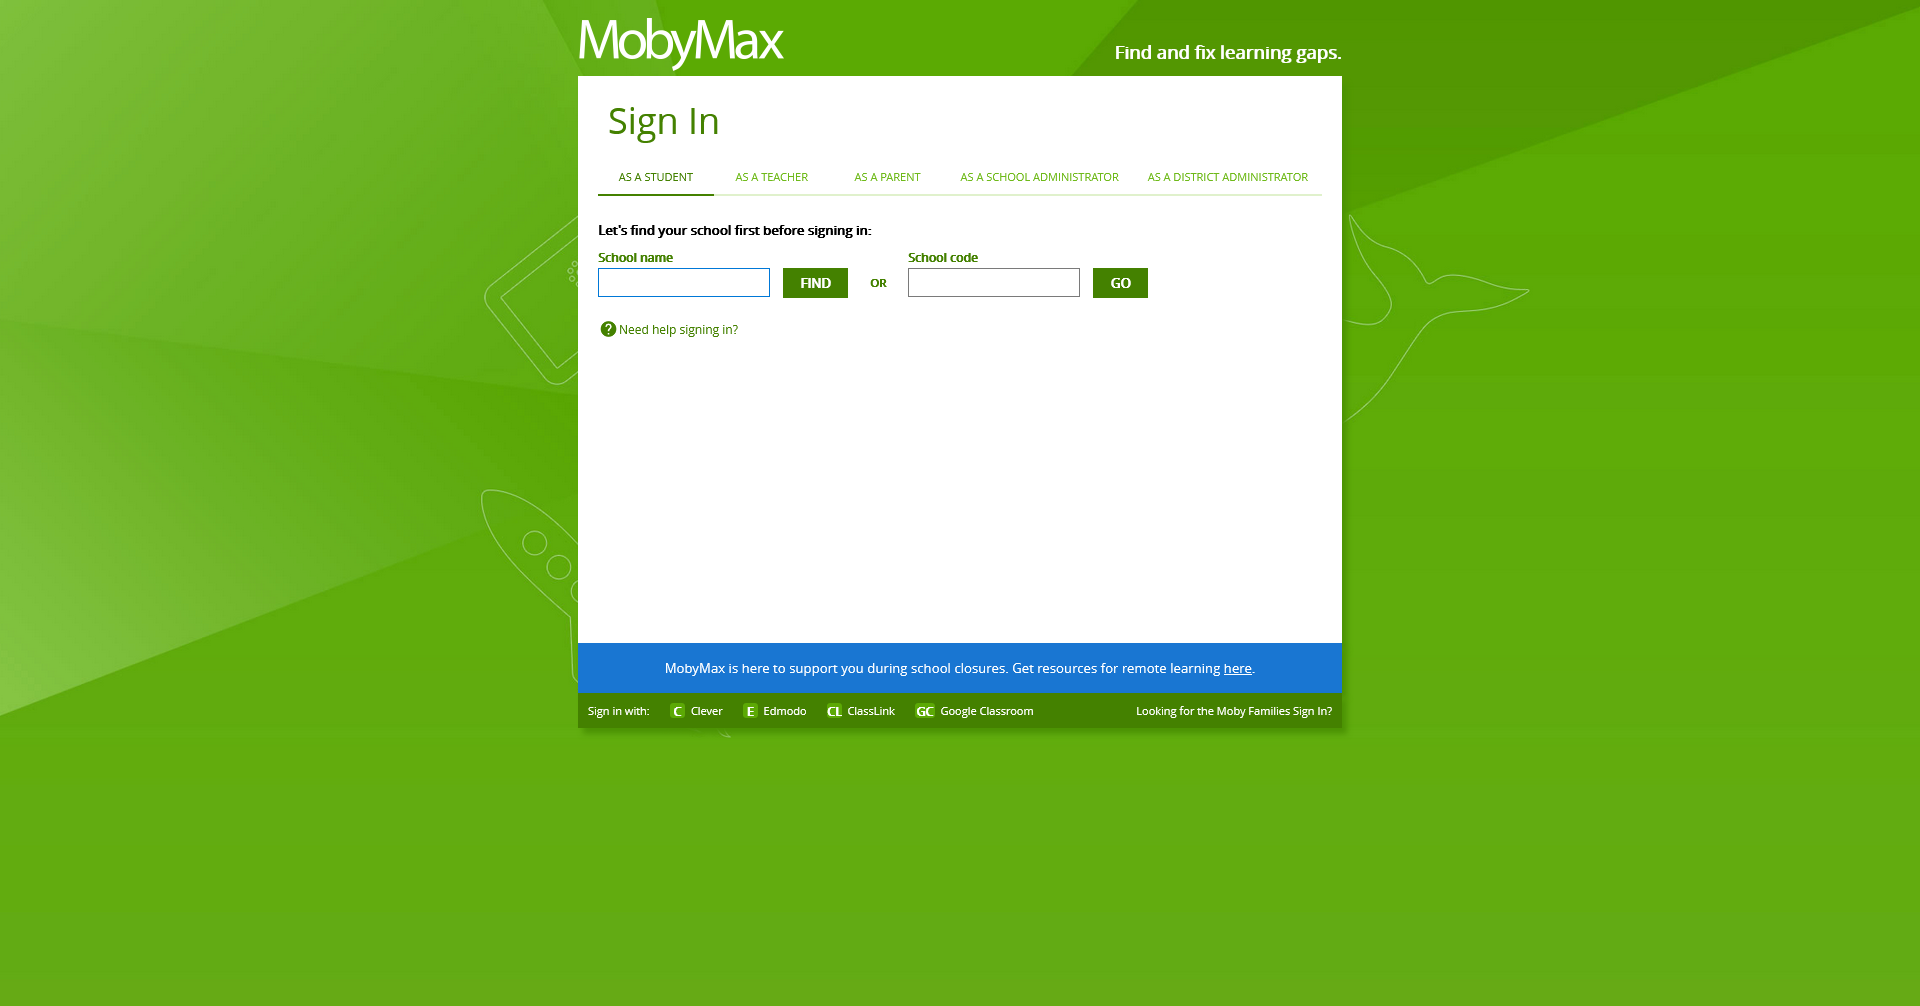 MobyMax
Find and fix learning gaps.
Sign In
AS A STUDENT
AS A TEACHER
AS A PARENT
AS A SCHOOL ADMINISTRATOR
AS A DISTRICT ADMINISTRATOR
Let's find your school first before signing in:
School name
School code
FIND
OR
GO
? Need help signing in?
MobyMax is here to support you during school closures. Get resources for remote learning here.
Sign in with:
C Clever
E Edmodo
CL ClassLink
GC Google Classroom
Looking for the Moby Families Sign In?